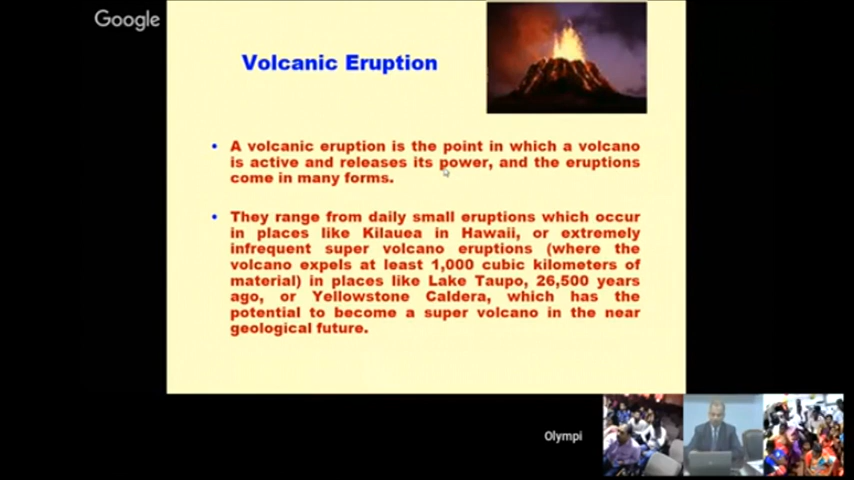 Google
Volcanic Eruption
• A volcanic eruption is the point in which a volcano
is active and releases its power, and the eruptions
come in many forms.
• They range from daily small eruptions which occur
in places like Kilauea in Hawaii, or extremely
infrequent super volcano eruptions (where the
volcano expels at least 1,000 cubic kilometers of
material) in places like Lake Taupo, 26,500 years
ago, or Yellowstone Caldera, which has the
potential to become a super volcano in the near
geological future.
Olympi